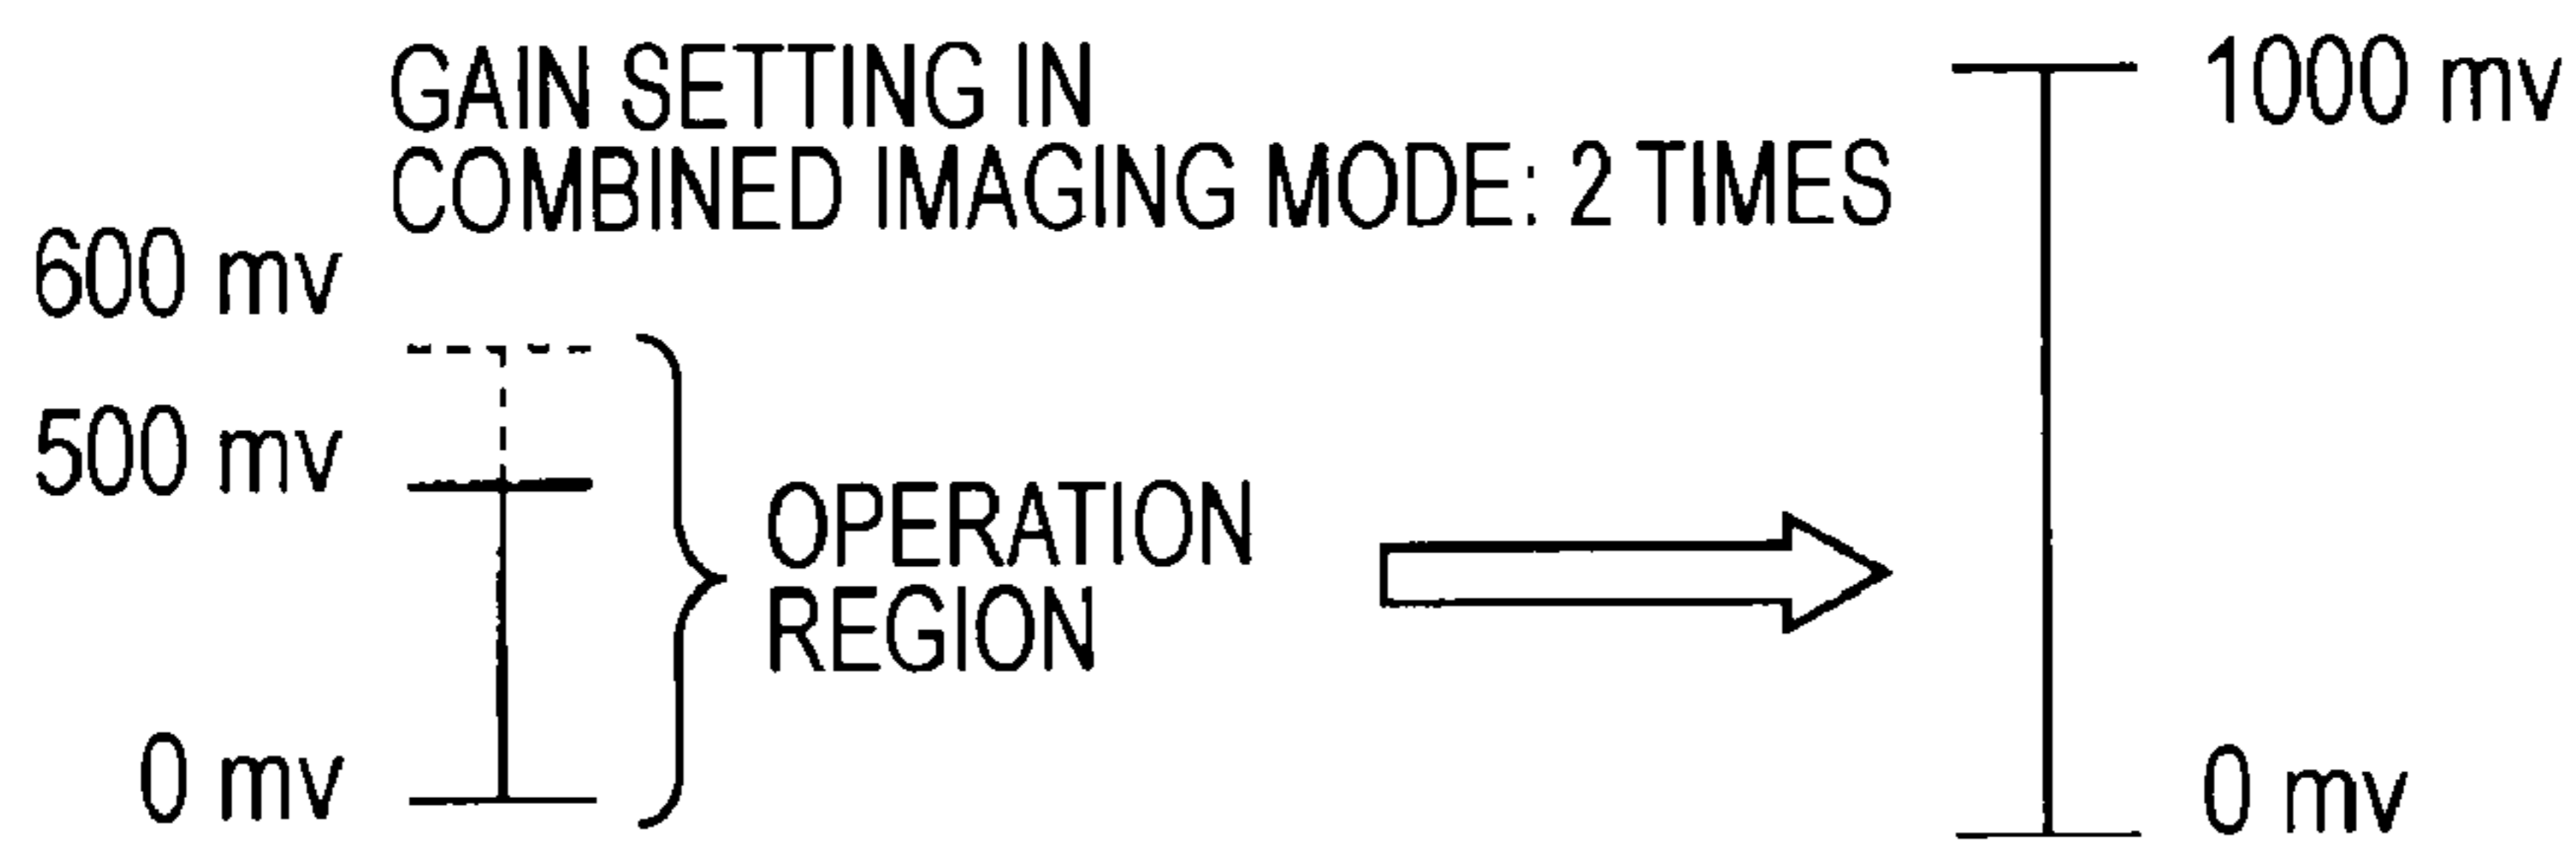 GAIN SETTING IN
COMBINED IMAGING MODE: 2 TIMES
600 mv
500 mv
0 mv
OPERATION
REGION
1000 mv
0 mv